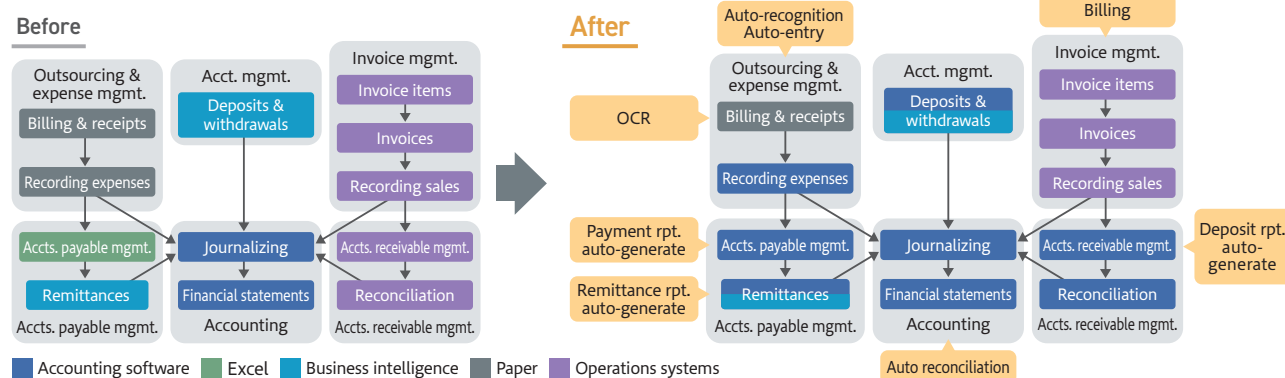 Before
Outsourcing &
expense mgmt.
Billing & receipts
Recording expenses
Accts. payable mgmt.
Remittances
Accts. payable mgmt.
Acct. mgmt.
Deposits &
withdrawals
Journalizing
Financial statements
Accounting
Invoice mgmt.
Invoice items
Invoices
Recording sales
Accts. receivable mgmt.
Reconciliation
Accts. receivable mgmt.
After
Auto-recognition
Auto-entry
Outsourcing &
expense mgmt.
OCR
Billing & receipts
Recording expenses
Payment rpt.
auto-generate
Accts. payable mgmt.
Remittance rpt.
auto-generate
Remittances
Accts. payable mgmt.
Acct. mgmt.
Deposits &
withdrawals
Journalizing
Financial statements
Accounting
Auto reconciliation
Billing
Invoice mgmt.
Invoice items
Invoices
Recording sales
Accts. receivable mgmt.
Deposit rpt.
auto-
generate
Reconciliation
Accts. receivable mgmt.
Accounting software
Excel
Business intelligence
Paper
Operations systems